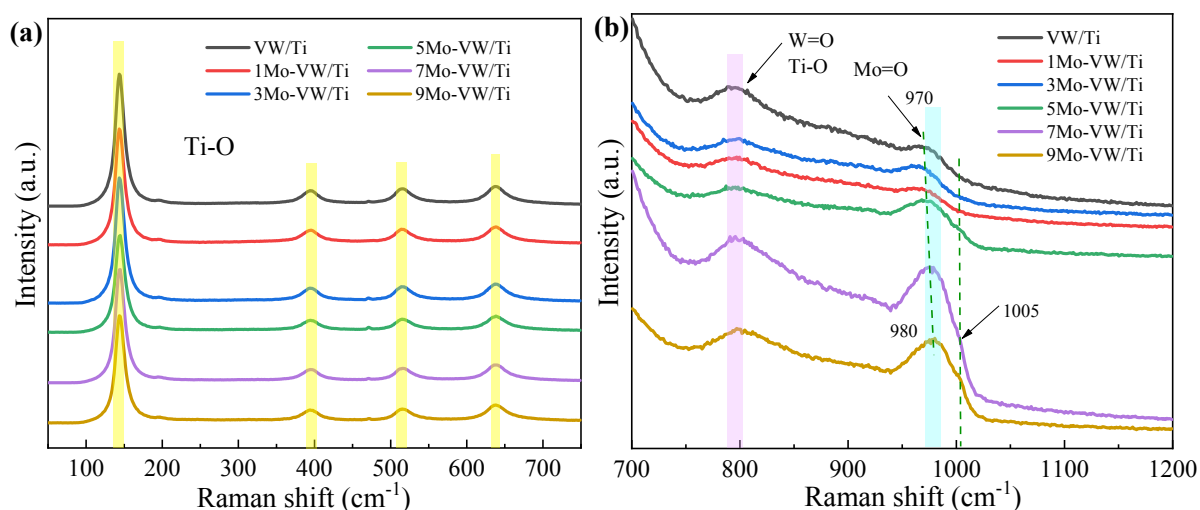 (a)
VW/Ti
1Mo-VW/Ti
3Mo-VW/Ti
5Mo-VW/Ti
7Mo-VW/Ti
9Mo-VW/Ti
Ti-O
Intensity (a.u.)
100 200 300 400 500 600 700
Raman shift (cm⁻¹)
(b)
W=O
Ti-O
Mo=O
970
VW/Ti
1Mo-VW/Ti
3Mo-VW/Ti
5Mo-VW/Ti
7Mo-VW/Ti
9Mo-VW/Ti
980
1005
Intensity (a.u.)
700 800 900 1000 1100 1200
Raman shift (cm⁻¹)